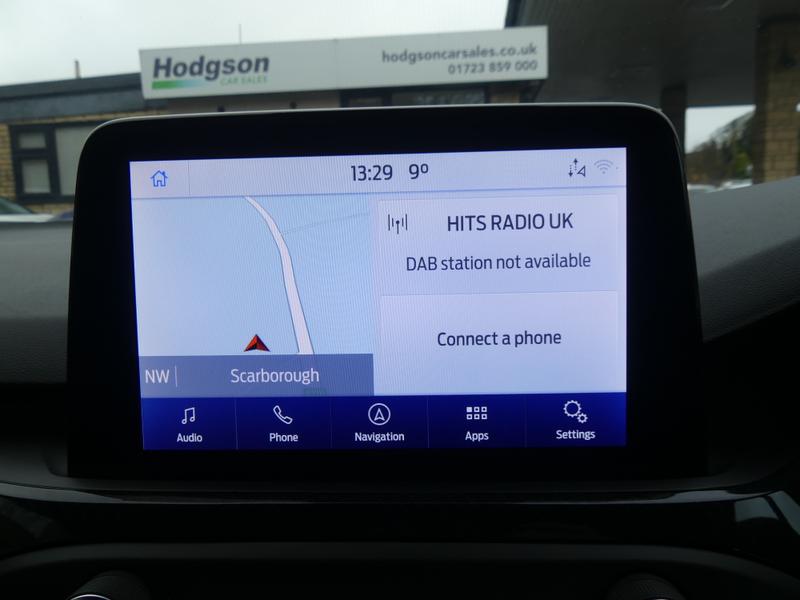 Hodgson
CAR SALES
hodgsoncarsales.co.uk
01723 859 000
13:29 9º
HITS RADIO UK
DAB station not available
Connect a phone
NW Scarborough
Audio Phone Navigation Apps Settings